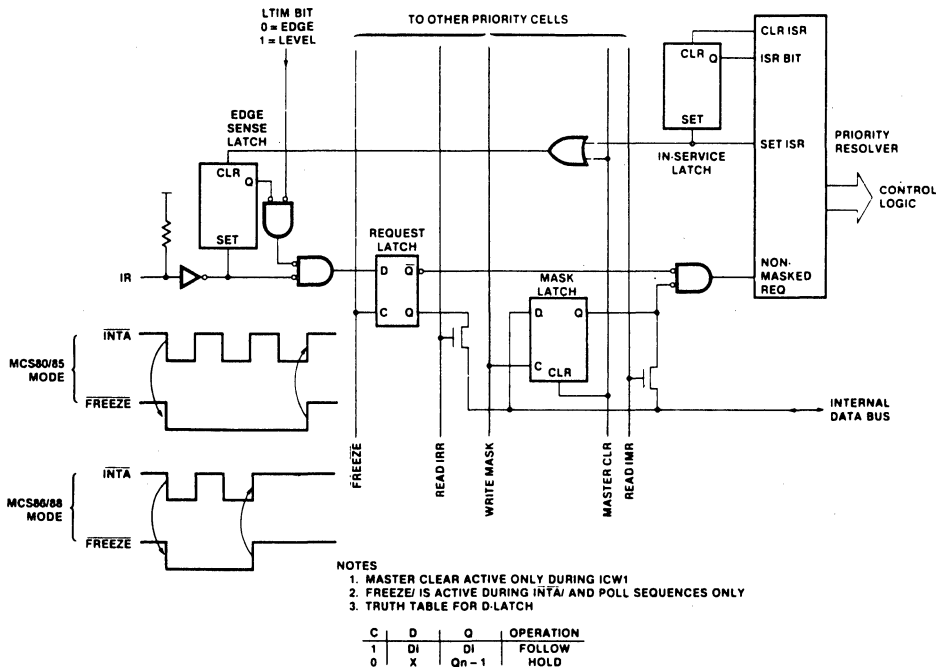 LTIM BIT
0 = EDGE
1 = LEVEL
TO OTHER PRIORITY CELLS
CLR ISR
CLR
Q
ISR BIT
SET
SET ISR
PRIORITY
RESOLVER
IN-SERVICE
LATCH
CONTROL
LOGIC
EDGE
SENSE
LATCH
CLR
Q
SET
REQUEST
LATCH
IR
D
Q
C
Q
MASK
LATCH
D
Q
C
CLR
NON-
MASKED
REQ
INTERNAL
DATA BUS
INTA
MCS80/85
MODE
FREEZE
INTA
MCS86/88
MODE
FREEZE
FREEZE
READ IRR
WRITE MASK
MASTER CLR
READ IMR
NOTES
1. MASTER CLEAR ACTIVE ONLY DURING ICW1
2. FREEZE/ IS ACTIVE DURING INTA/ AND POLL SEQUENCES ONLY
3. TRUTH TABLE FOR D-LATCH
C D Q OPERATION
1 DI DI FOLLOW
0 X Qn - 1 HOLD